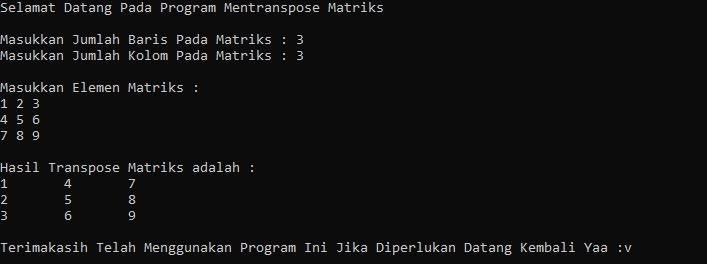 Selamat Datang Pada Program Mentranspose Matriks
Masukkan Jumlah Baris Pada Matriks : 3
Masukkan Jumlah Kolom Pada Matriks : 3
Masukkan Elemen Matriks :
1 2 3
4 5 6
7 8 9
Hasil Transpose Matriks adalah :
1 4 7
2 5 8
3 6 9
Terimakasih Telah Menggunakan Program Ini Jika Diperlukan Datang Kembali Yaa :v